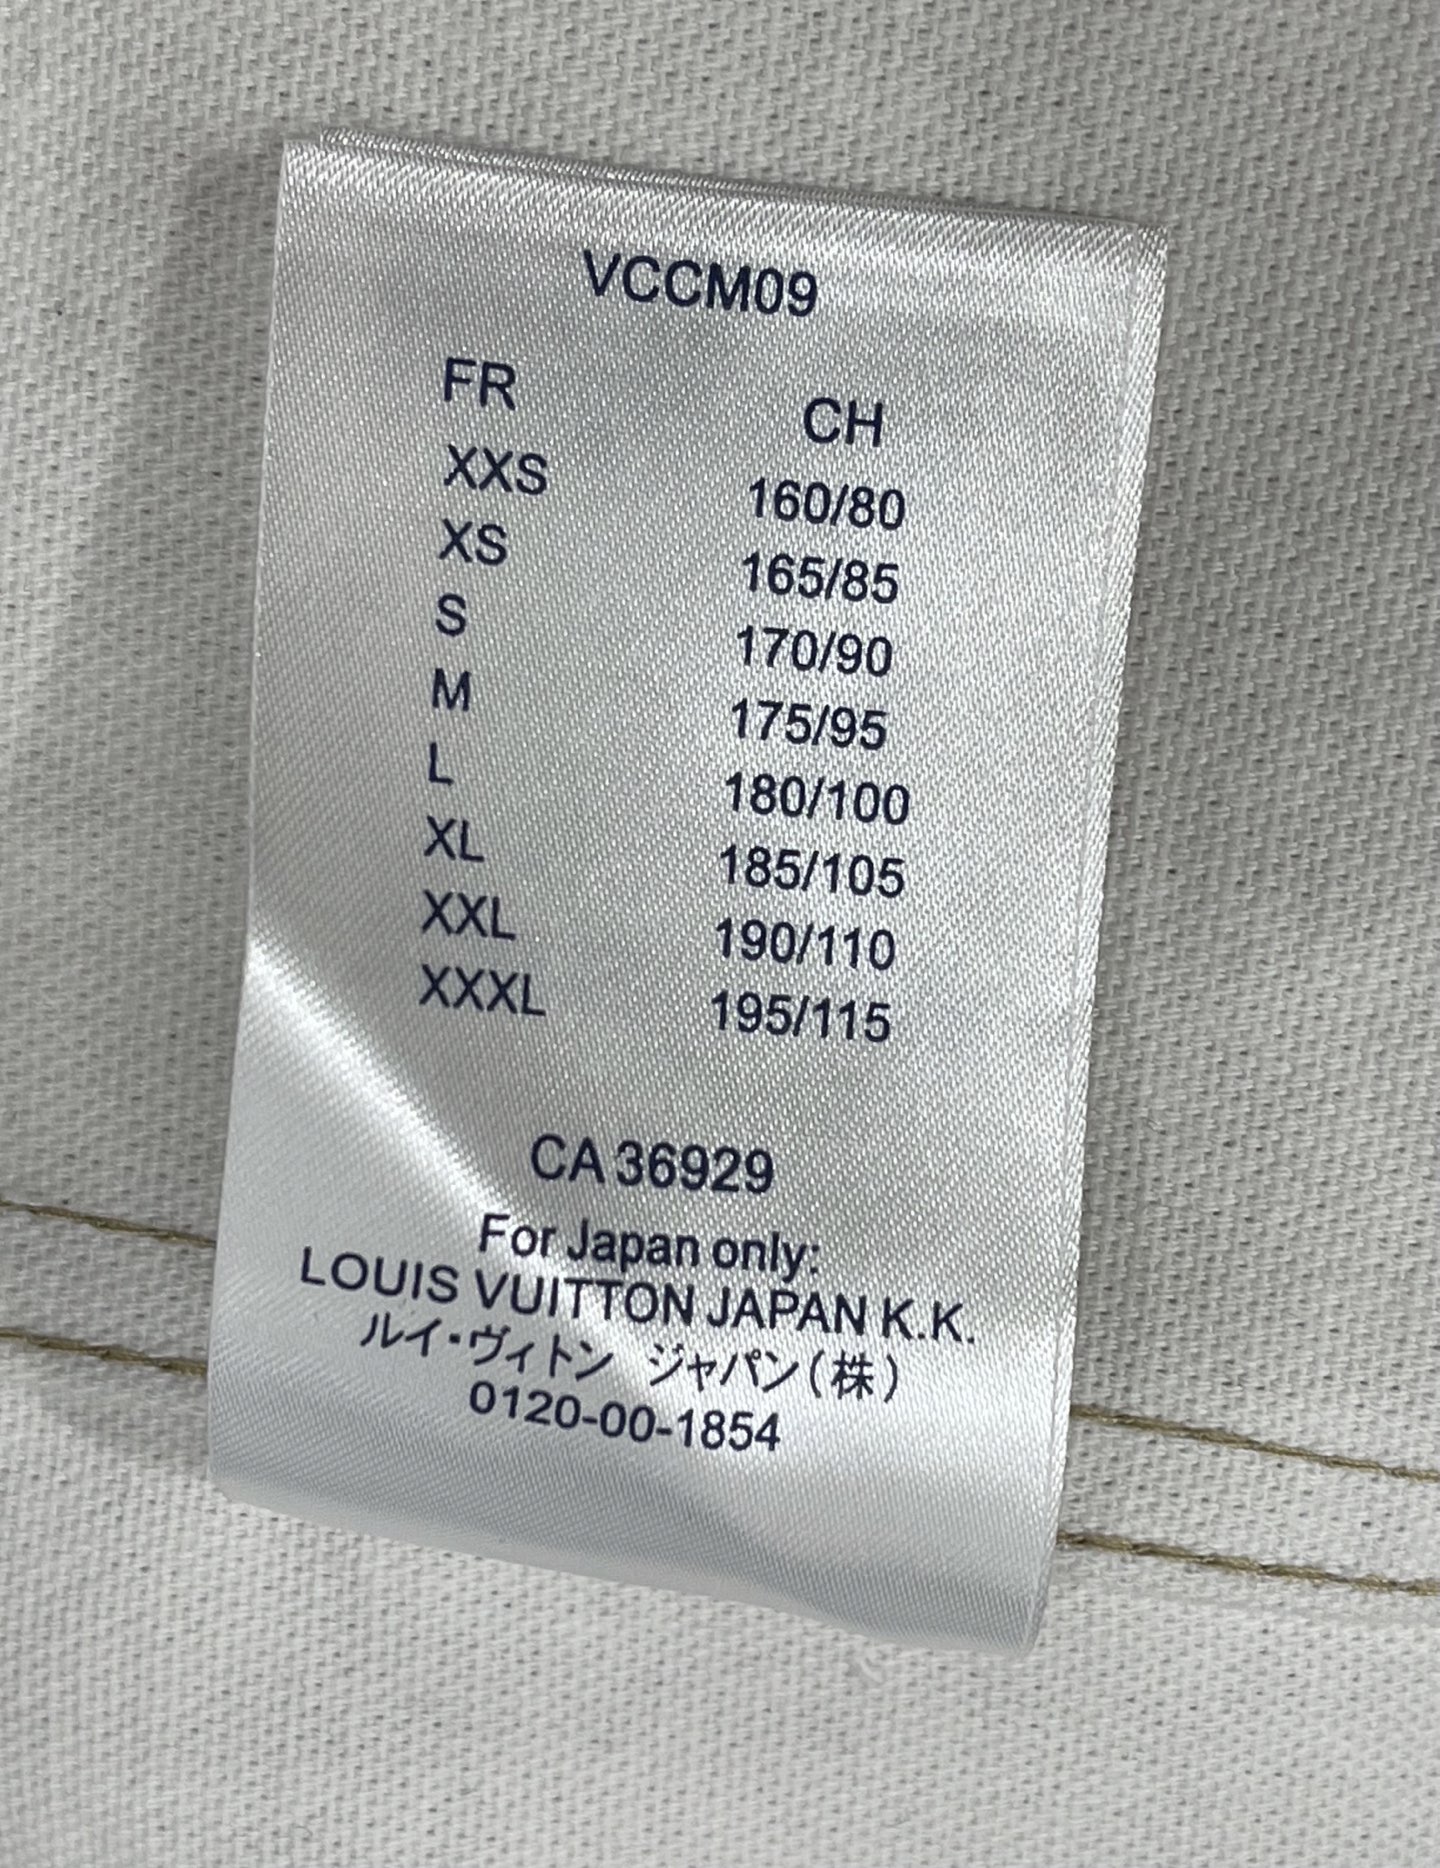 VCCM09
FR CH
XXS 160/80
XS 165/85
S 170/90
M 175/95
L 180/100
XL 185/105
XXL 190/110
XXXL 195/115
CA 36929
For Japan only:
LOUIS VUITTON JAPAN K.K.
ルイ・ヴィトン ジャパン(株)
0120-00-1854